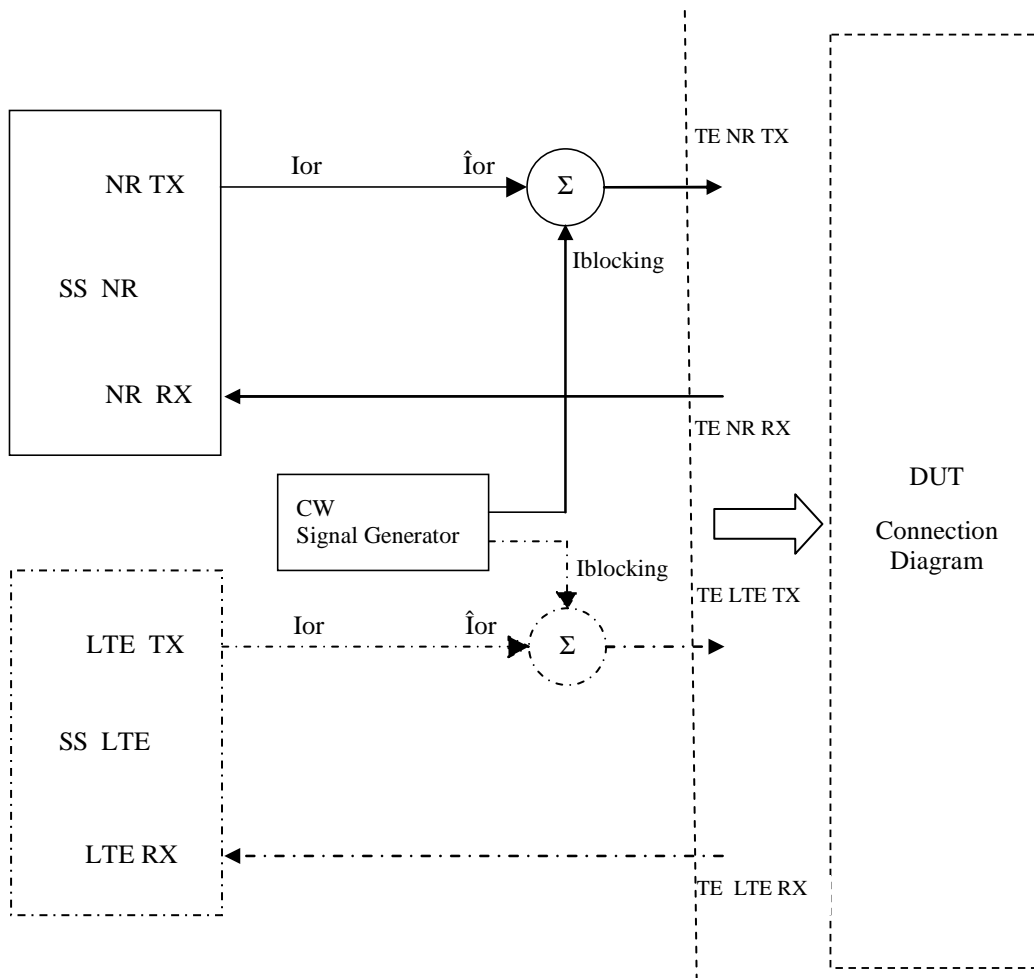 TE NR TX
NR TX
Ior
Îor
Σ
Iblocking
SS NR
NR RX
TE NR RX
CW
Signal Generator
DUT
Connection
Diagram
Iblocking
TE LTE TX
LTE TX
Ior
Îor
Σ
SS LTE
LTE RX
TE LTE RX